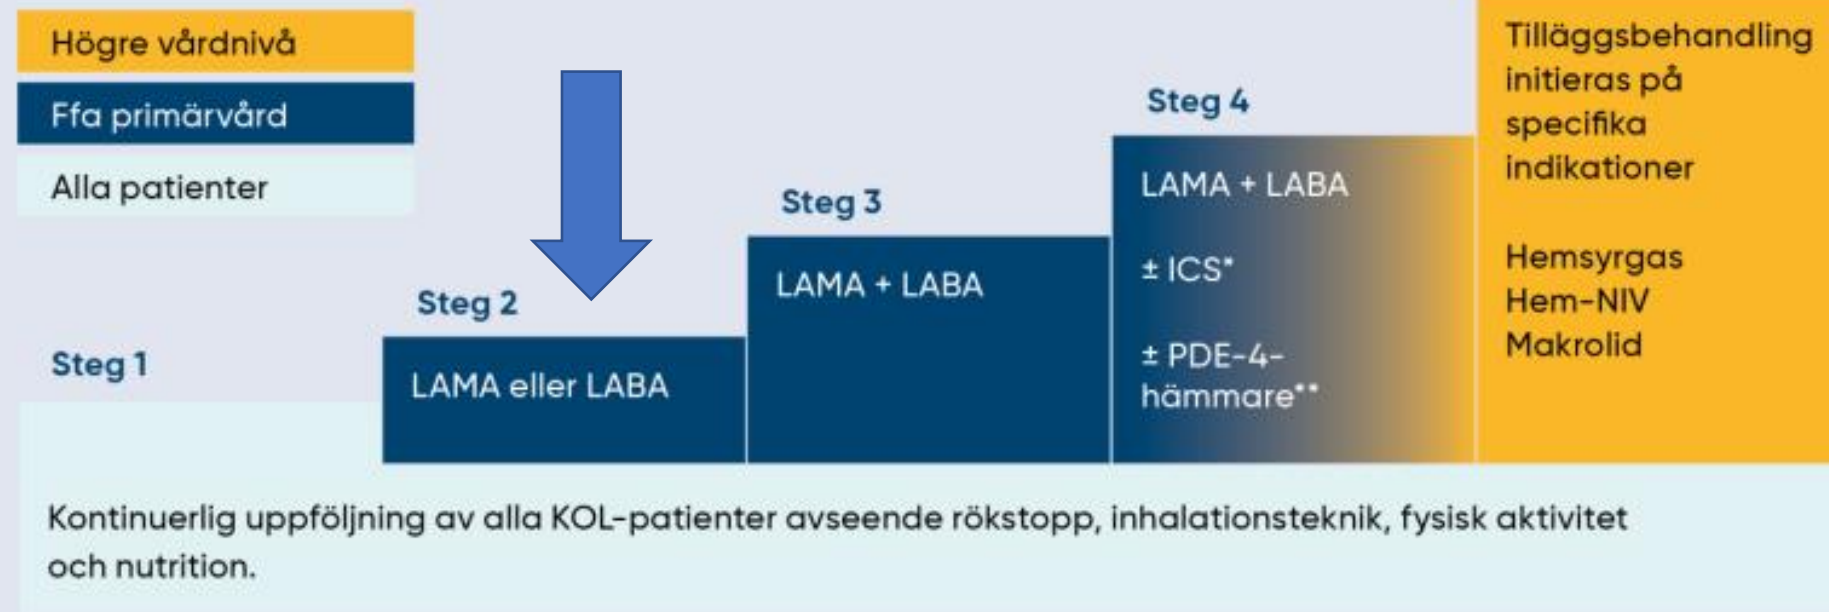 Högre vårdnivå
Ffa primärvård
Alla patienter
Steg 1
Steg 2
LAMA eller LABA
Steg 3
LAMA + LABA
Steg 4
LAMA + LABA
± ICS*
± PDE-4-
hämmare**
Tilläggsbehandling
initieras på
specifika
indikationer
Hemsyrgas
Hem-NIV
Makrolid
Kontinuerlig uppföljning av alla KOL-patienter avseende rökstopp, inhalationsteknik, fysisk aktivitet
och nutrition.